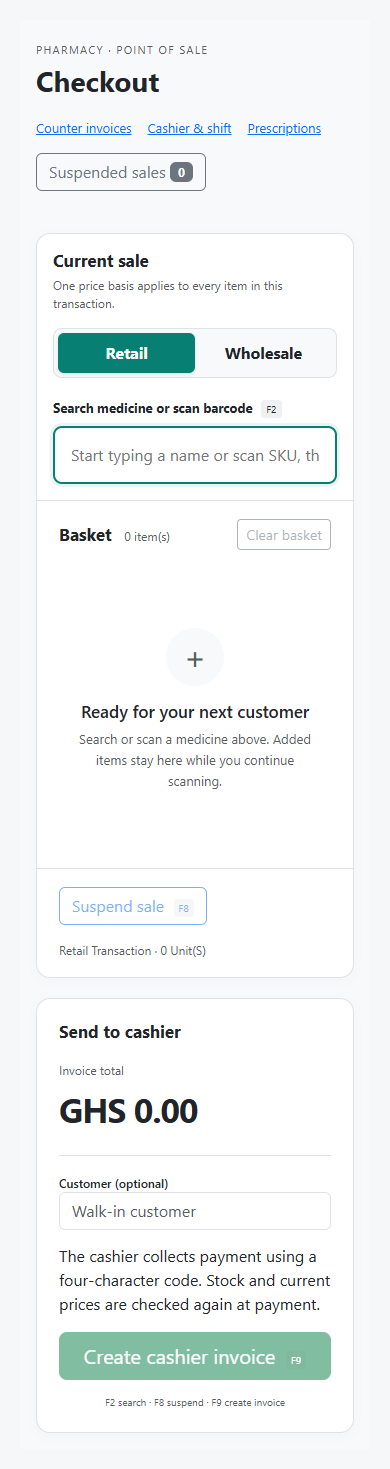 PHARMACY · POINT OF SALE
Checkout
Counter invoices Cashier & shift Prescriptions
Suspended sales 0
Current sale
One price basis applies to every item in this
transaction.
Retail Wholesale
Search medicine or scan barcode F2
Start typing a name or scan SKU, th
Basket 0 item(s) Clear basket
+
Ready for your next customer
Search or scan a medicine above. Added
items stay here while you continue
scanning.
Suspend sale F8
Retail Transaction · 0 Unit(S)
Send to cashier
Invoice total
GHS 0.00
Customer (optional)
Walk-in customer
The cashier collects payment using a
four-character code. Stock and current
prices are checked again at payment.
Create cashier invoice F9
F2 search · F8 suspend · F9 create invoice